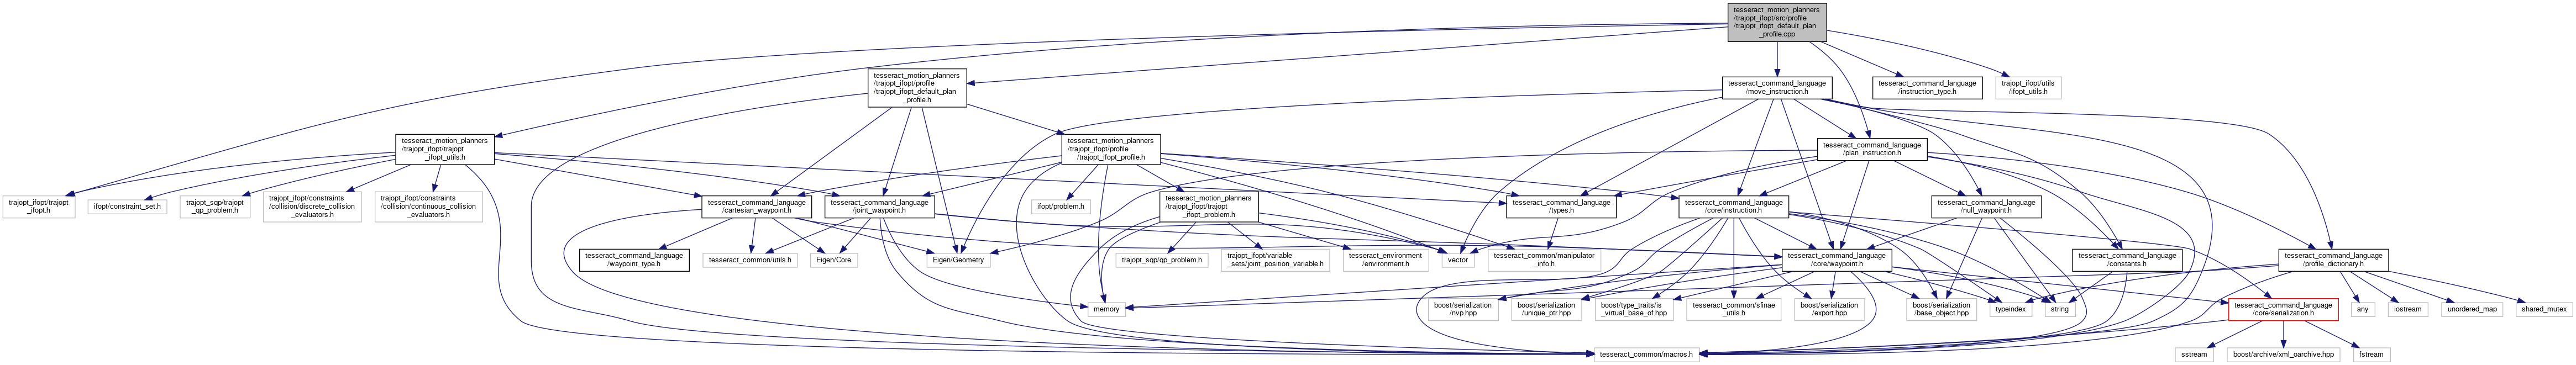 tesseract_motion_planners
/trajopt_ifopt/src/profile
/trajopt_ifopt_default_plan
_profile.cpp
tesseract_motion_planners
/trajopt_ifopt/profile
/trajopt_ifopt_default_plan
_profile.h
tesseract_command_language
/move_instruction.h
tesseract_command_language
/instruction_type.h
trajopt_ifopt/utils
/ifopt_utils.h
tesseract_motion_planners
/trajopt_ifopt/trajopt
_ifopt_utils.h
tesseract_motion_planners
/trajopt_ifopt/profile
/trajopt_ifopt_profile.h
tesseract_command_language
/plan_instruction.h
trajopt_ifopt/trajopt
_ifopt.h
ifopt/constraint_set.h
trajopt_sqp/trajopt
_qp_problem.h
trajopt_ifopt/constraints
/collision/discrete_collision
_evaluators.h
trajopt_ifopt/constraints
/collision/continuous_collision
_evaluators.h
tesseract_command_language
/cartesian_waypoint.h
tesseract_command_language
/joint_waypoint.h
ifopt/problem.h
tesseract_motion_planners
/trajopt_ifopt/trajopt
_ifopt_problem.h
tesseract_command_language
/types.h
tesseract_command_language
/core/instruction.h
tesseract_command_language
/null_waypoint.h
tesseract_command_language
/waypoint_type.h
tesseract_common/utils.h
Eigen/Core
Eigen/Geometry
trajopt_sqp/qp_problem.h
trajopt_ifopt/variable
_sets/joint_position_variable.h
tesseract_environment
/environment.h
vector
tesseract_common/manipulator
_info.h
tesseract_command_language
/core/waypoint.h
tesseract_command_language
/constants.h
tesseract_command_language
/profile_dictionary.h
memory
boost/serialization
/nvp.hpp
boost/serialization
/unique_ptr.hpp
boost/type_traits/is
_virtual_base_of.hpp
tesseract_common/sfinae
_utils.h
boost/serialization
/export.hpp
boost/serialization
/base_object.hpp
typeindex
string
tesseract_command_language
/core/serialization.h
any
iostream
unordered_map
shared_mutex
tesseract_common/macros.h
sstream
boost/archive/xml_oarchive.hpp
fstream